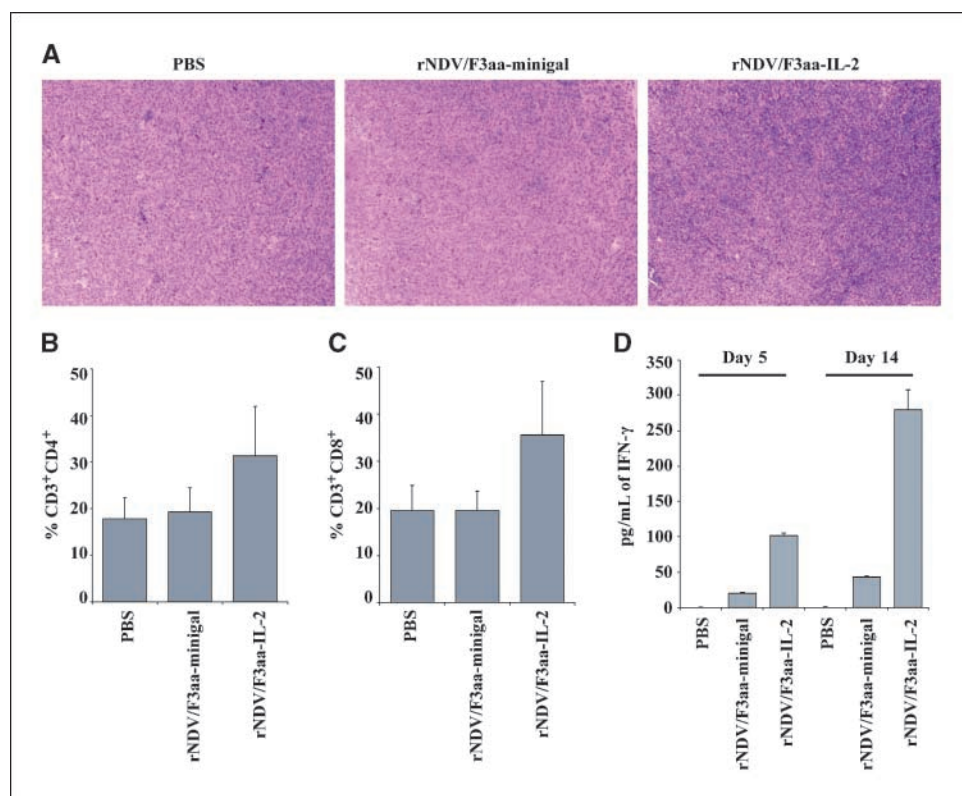 A
PBS
rNDV/F3aa-minigal
rNDV/F3aa-IL-2
B
% CD3⁺CD4⁺
50
40
30
20
10
0
PBS
rNDV/F3aa-minigal
rNDV/F3aa-IL-2
C
% CD3⁺CD8⁺
50
40
30
20
10
0
PBS
rNDV/F3aa-minigal
rNDV/F3aa-IL-2
D
Day 5
Day 14
pg/mL of IFN-γ
350
300
250
200
150
100
50
0
PBS
rNDV/F3aa-minigal
rNDV/F3aa-IL-2
PBS
rNDV/F3aa-minigal
rNDV/F3aa-IL-2